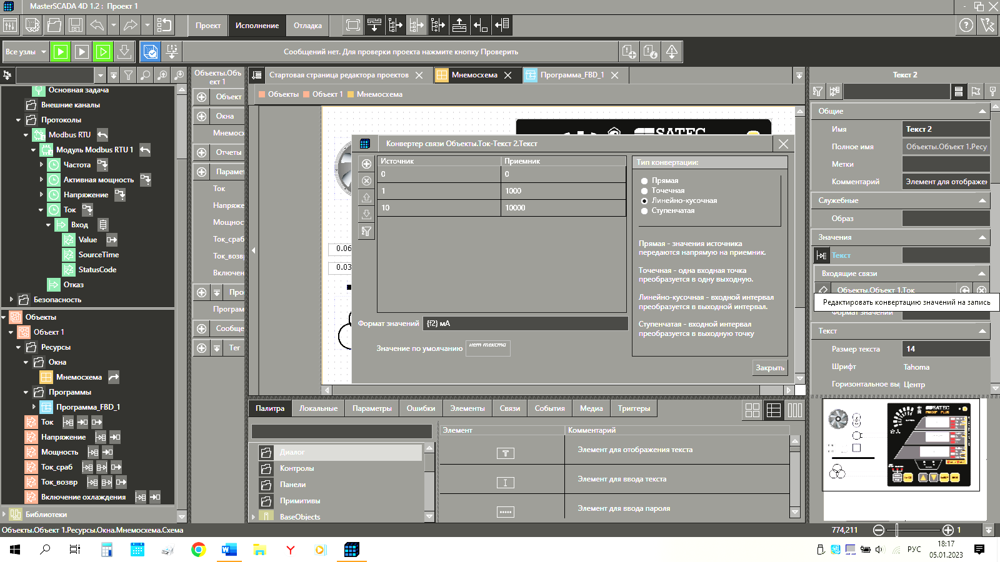 MasterSCADA 4D 1.2 : Проект 1
Проект
Исполнение
Отладка
Все узлы
Сообщений нет. Для проверки проекта нажмите кнопку Проверить
Основная задача
Внешние каналы
Протоколы
Modbus RTU
Модуль Modbus RTU 1
Частота
Активная мощность
Напряжение
Ток
Вход
Value
SourceTime
StatusCode
Отказ
Безопасность
Объекты
Объект 1
Ресурсы
Окна
Мнемосхема
Программы
Программа_FBD_1
Ток
Напряжение
Мощность
Ток_сраб
Ток_возвр
Включение охлаждения
Библиотеки
Объекты.Объект 1.Ресурсы.Окна.Мнемосхема.Схема
Объекты.Объ
ект 1
Объект
Окна
Мнемосх
Отчеты
Парамет
Ток
Напряже
Мощнос
Ток_сраб
Ток_возвр
Включен
Про
Програм
Сообще
Тег
Стартовая страница редактора проектов
Мнемосхема
Программа_FBD_1
Объекты
Объект 1
Мнемосхема
SATEC
0.06
0.03
Конвертер связи Объекты.Ток-Текст 2.Текст
Источник
Приемник
0
0
1
1000
10
10000
Формат значений
{f2} мА
Значение по умолчанию
нет текста
Тип конвертации:
Прямая
Точечная
Линейно-кусочная
Ступенчатая
Прямая - значения источника
передаются напрямую на приемник.
Точечная - одна входная точка
преобразуется в одну выходную.
Линейно-кусочная - входной интервал
преобразуется в выходной интервал.
Ступенчатая - входной интервал
преобразуется в выходную точку
Закрыть
Палитра
Локальные
Параметры
Ошибки
Элементы
Связи
События
Медиа
Триггеры
Диалог
Контролы
Панели
Примитивы
BaseObjects
Элемент
Комментарий
Элемент для отображения текста
Элемент для ввода текста
Элемент для ввода пароля
Текст 2
Общие
Имя
Текст 2
Полное имя
Объекты.Объект 1.Ресу
Метки
Комментарий
Элемент для отображен
Служебные
Образ
Значения
Текст
Входящие связи
Объекты.Объект 1.Ток
Редактировать конвертацию значений на запись
Формат значений
Текст
Размер текста
14
Шрифт
Tahoma
Горизонтальное вы
Центр
SATEC
774,211
1
РУС
18:17
05.01.2023